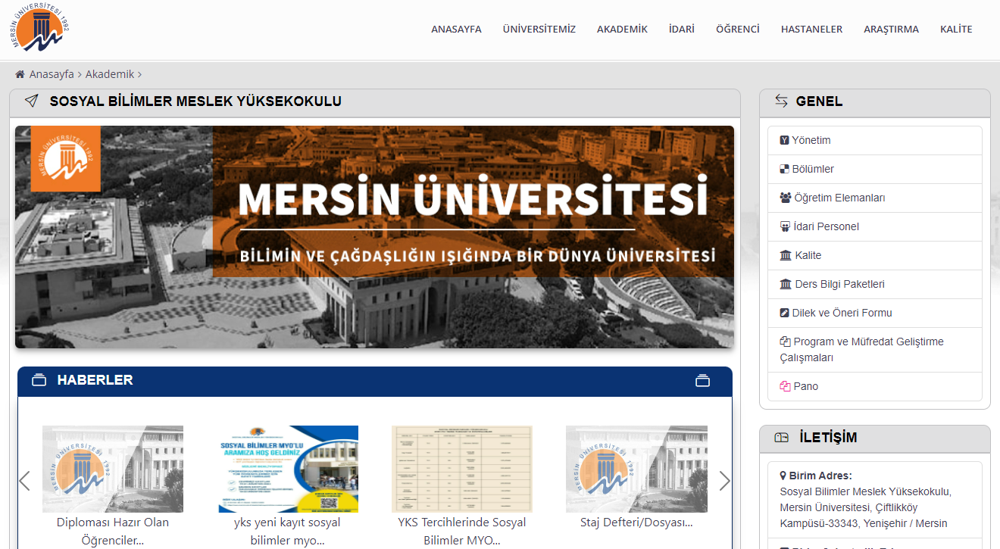 MERSİN ÜNİVERSİTESİ 1992
ANASAYFA ÜNİVERSİTEMİZ AKADEMİK İDARİ ÖĞRENCİ HASTANELER ARAŞTIRMA KALİTE
Anasayfa > Akademik >
SOSYAL BİLİMLER MESLEK YÜKSEKOKULU
MERSİN ÜNİVERSİTESİ 1992
MERSİN ÜNİVERSİTESİ
BİLİMİN VE ÇAĞDAŞLIĞIN IŞIĞINDA BİR DÜNYA ÜNİVERSİTESİ
HABERLER
MERSİN ÜNİVERSİTESİ 1992
SOSYAL BİLİMLER MYO'LU
ARAMIZA HOŞ GELDİNİZ
MERSİN ÜNİVERSİTESİ 1992
Diploması Hazır Olan
Öğrenciler...
yks yeni kayıt sosyal
bilimler myo...
YKS Tercihlerinde Sosyal
Bilimler MYO...
Staj Defteri/Dosyası...
GENEL
Yönetim
Bölümler
Öğretim Elemanları
İdari Personel
Kalite
Ders Bilgi Paketleri
Dilek ve Öneri Formu
Program ve Müfredat Geliştirme
Çalışmaları
Pano
İLETİŞİM
Birim Adres:
Sosyal Bilimler Meslek Yüksekokulu,
Mersin Üniversitesi, Çiftlikköy
Kampüsü-33343, Yenişehir / Mersin